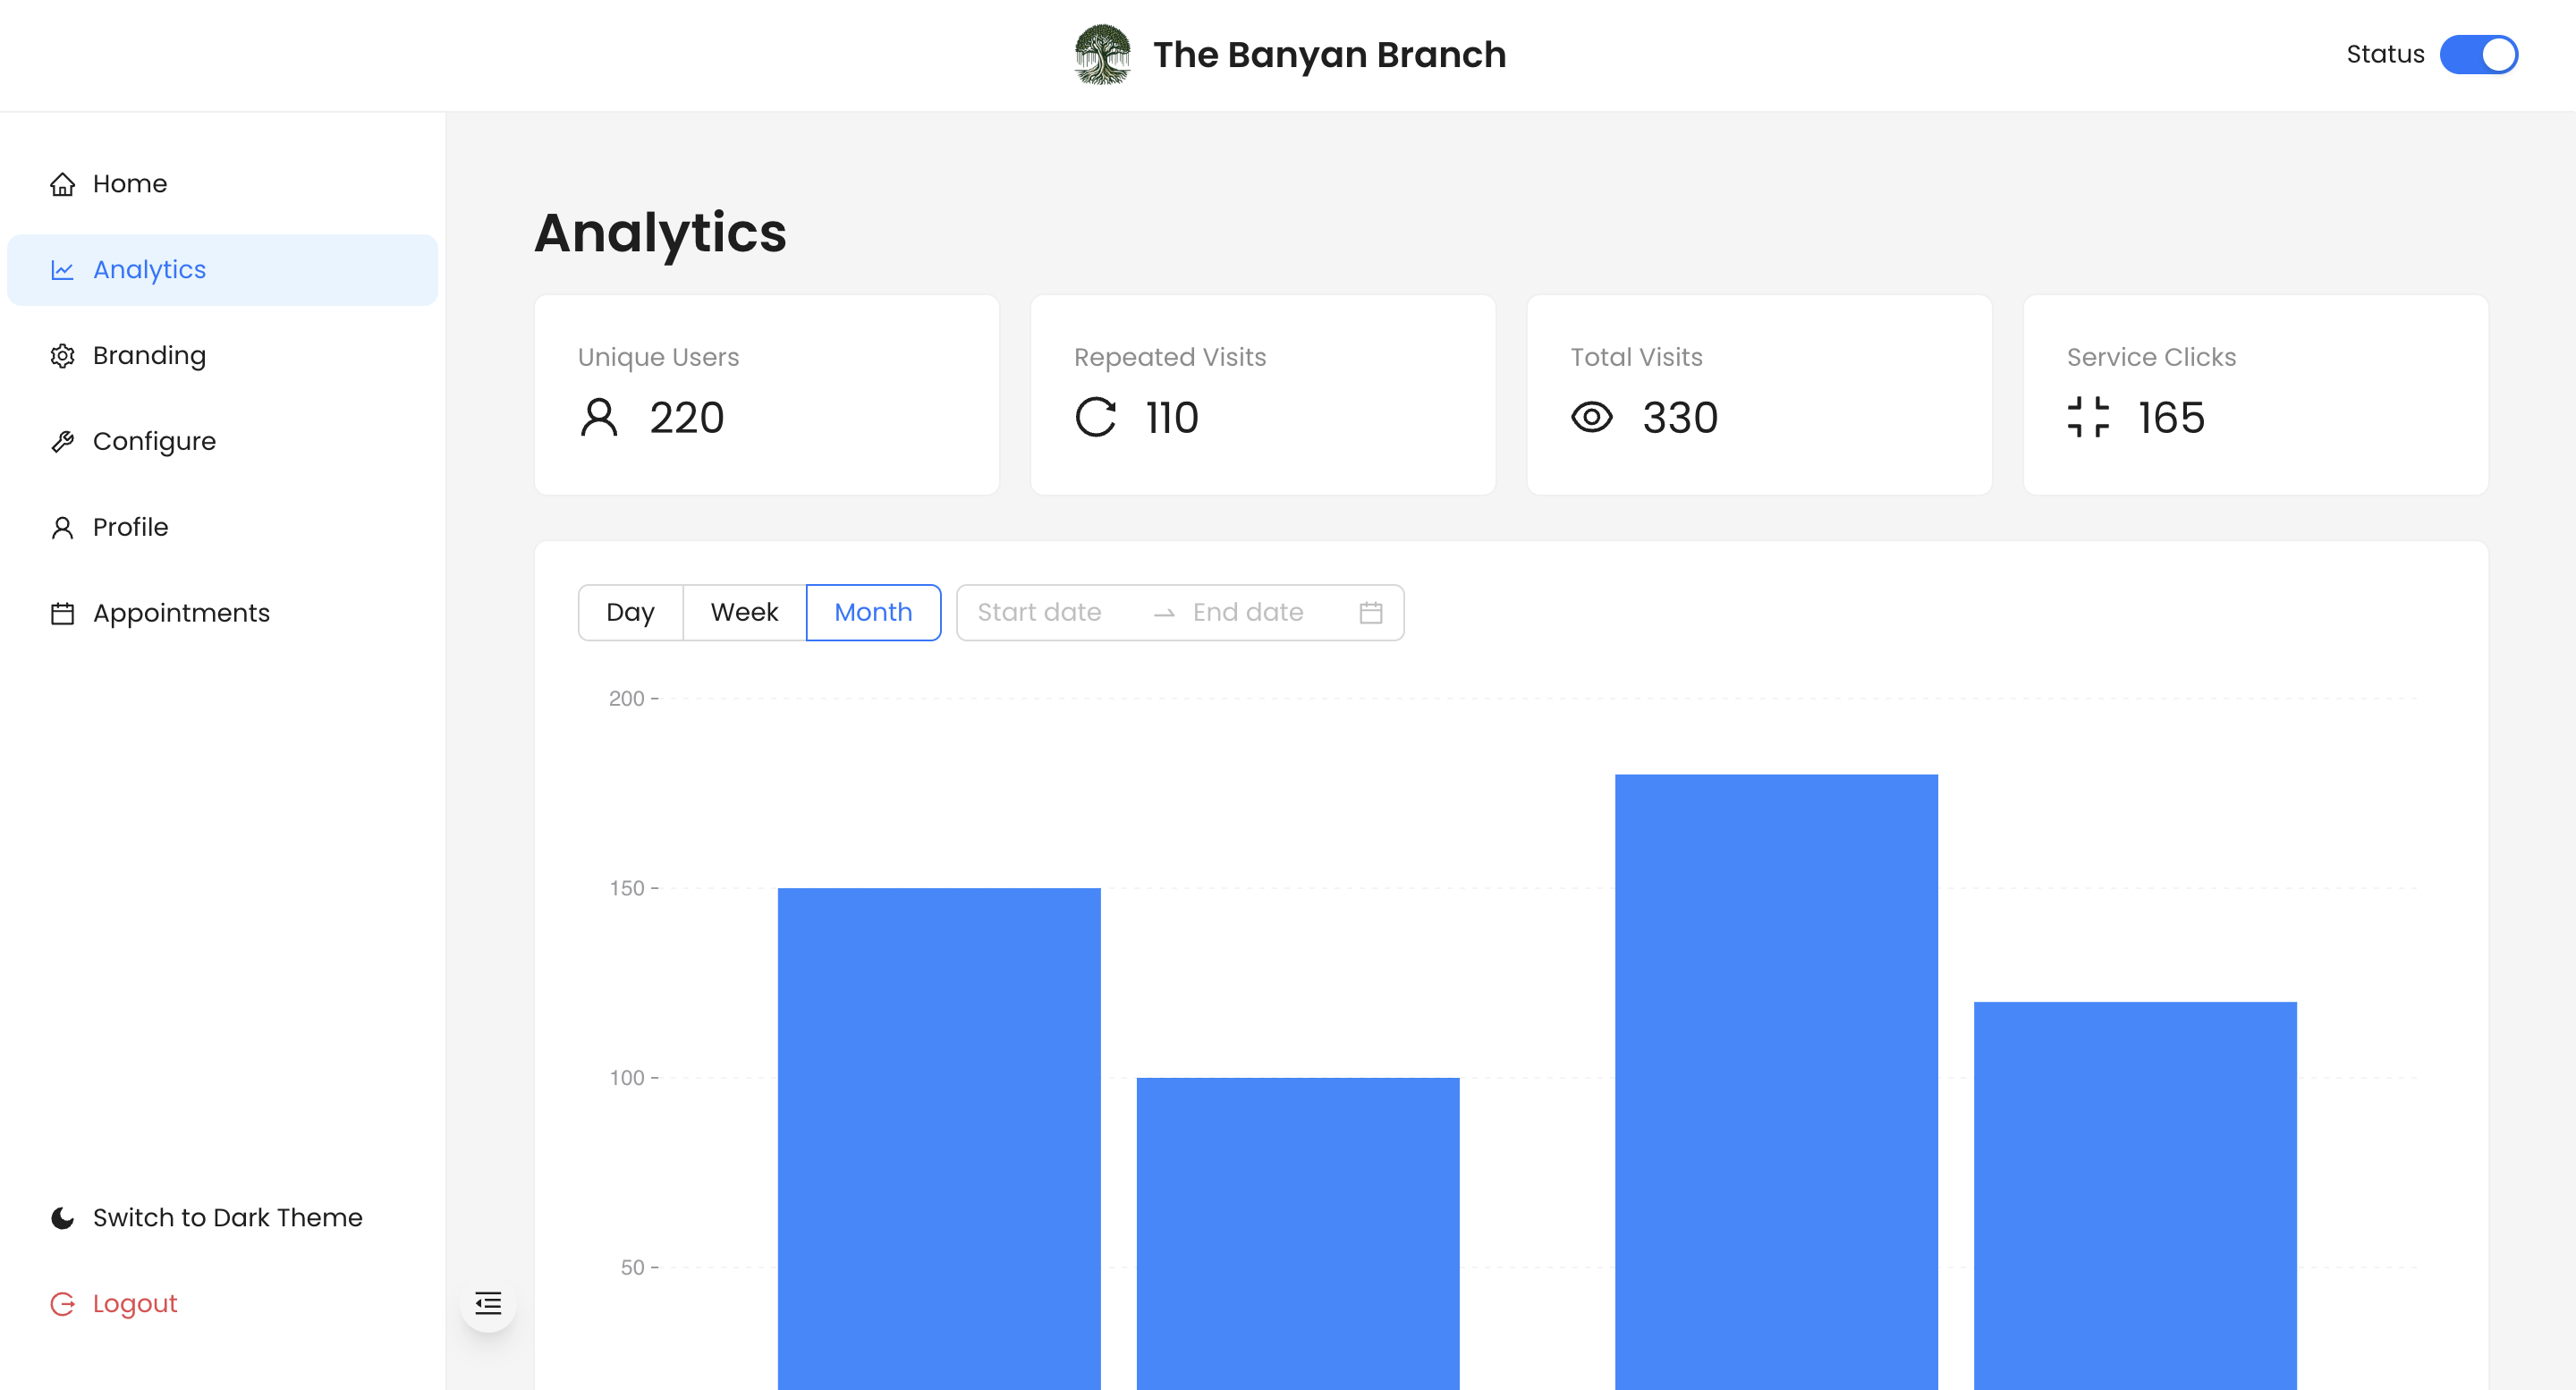 The Banyan Branch
Status
Home
Analytics
Branding
Configure
Profile
Appointments
Switch to Dark Theme
Logout
Analytics
Unique Users
220
Repeated Visits
110
Total Visits
330
Service Clicks
165
Day Week Month Start date End date
200
150
100
50